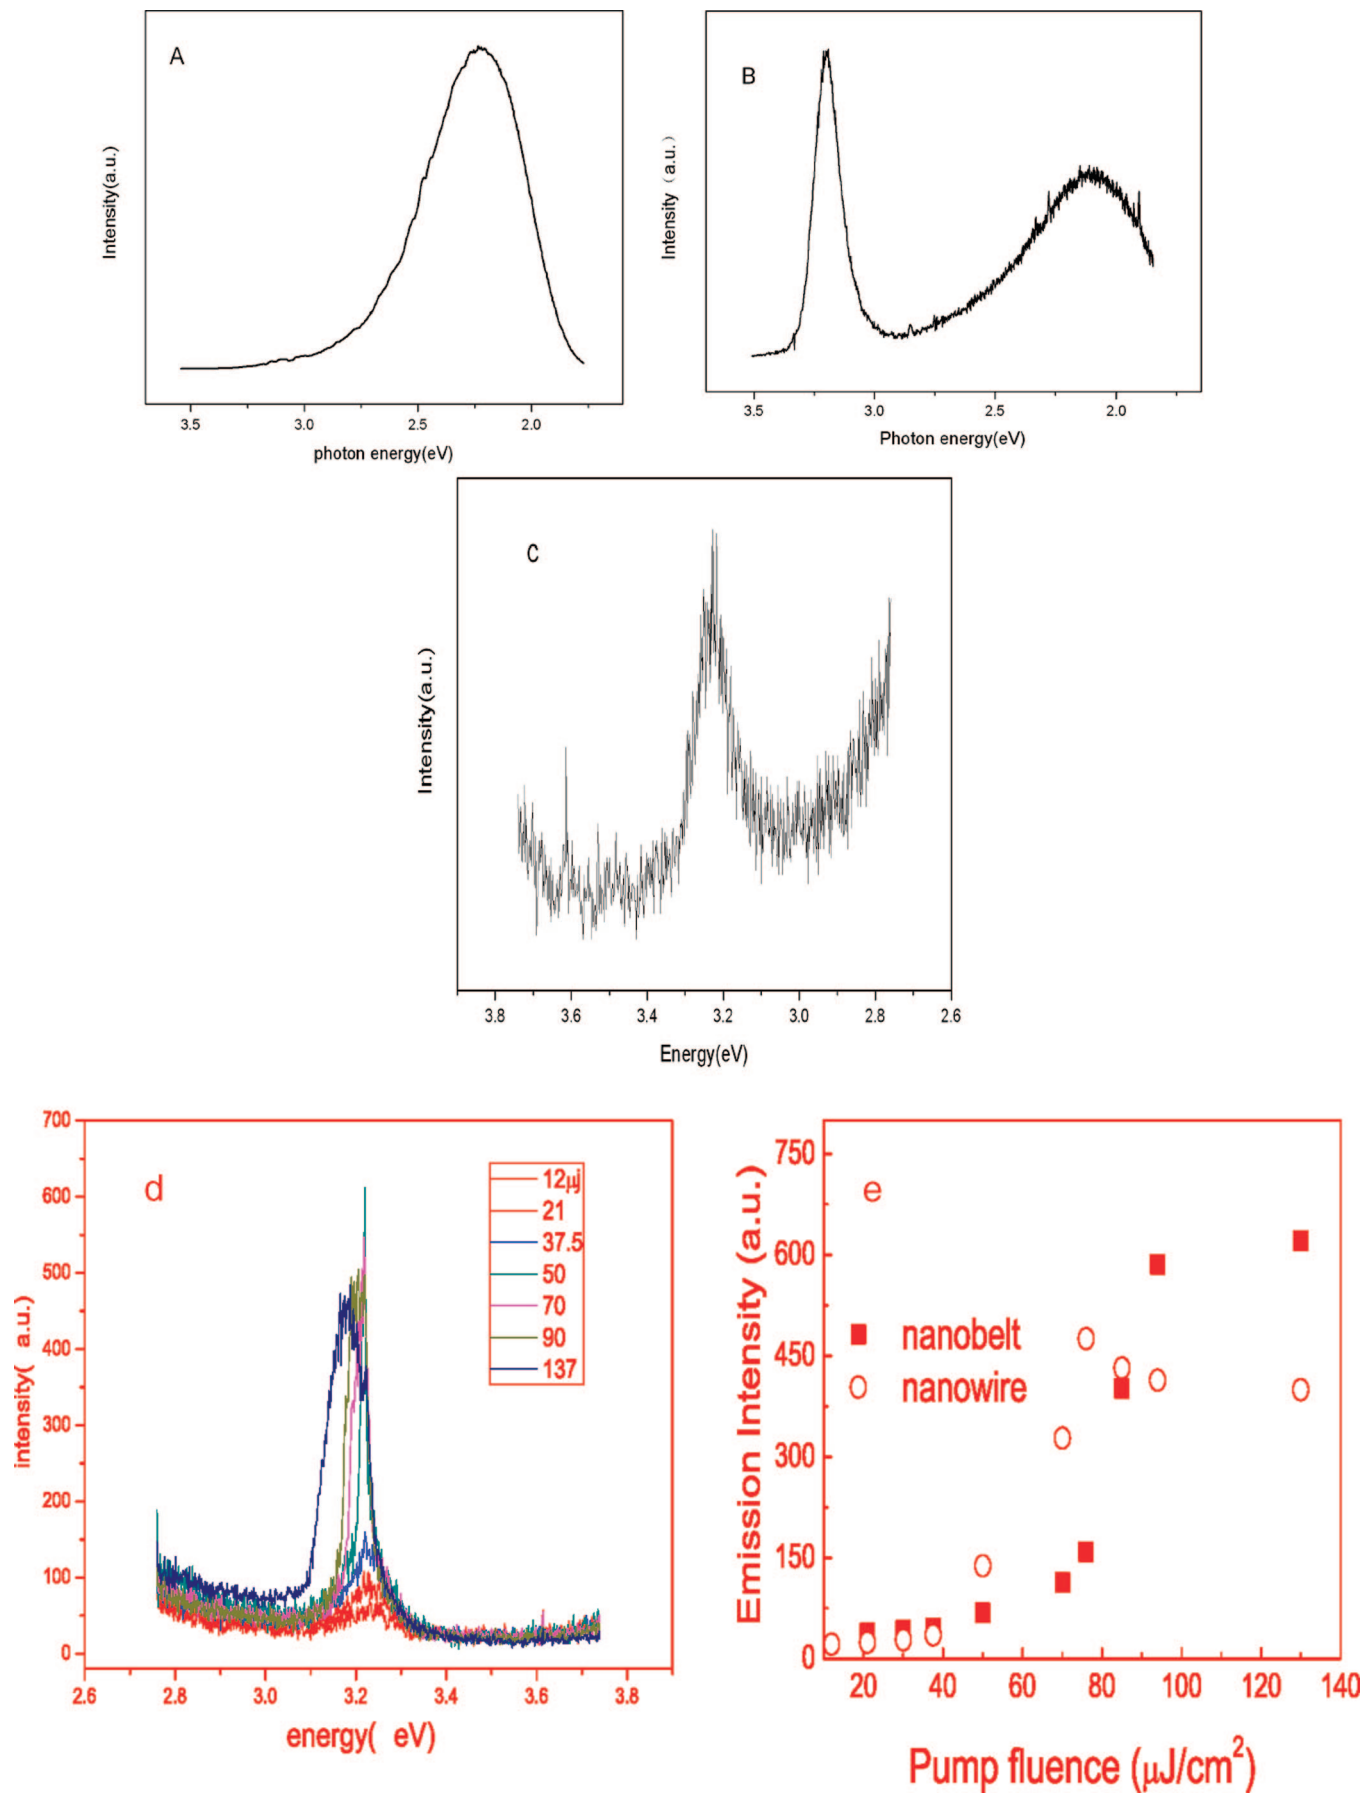 A
Intensity(a.u.)
3.5 3.0 2.5 2.0
photon energy(eV)
B
Intensity (a.u.)
3.5 3.0 2.5 2.0
Photon energy(eV)
C
Intensity(a.u.)
3.8 3.6 3.4 3.2 3.0 2.8 2.6
Energy(eV)
d
intensity( a.u.)
700
600
500
400
300
200
100
0
12μj
21
37.5
50
70
90
137
2.6 2.8 3.0 3.2 3.4 3.6 3.8
energy( eV)
e
Emission Intensity (a.u.)
750
600
450
300
150
0
nanobelt
nanowire
20 40 60 80 100 120 140
Pump fluence (μJ/cm²)